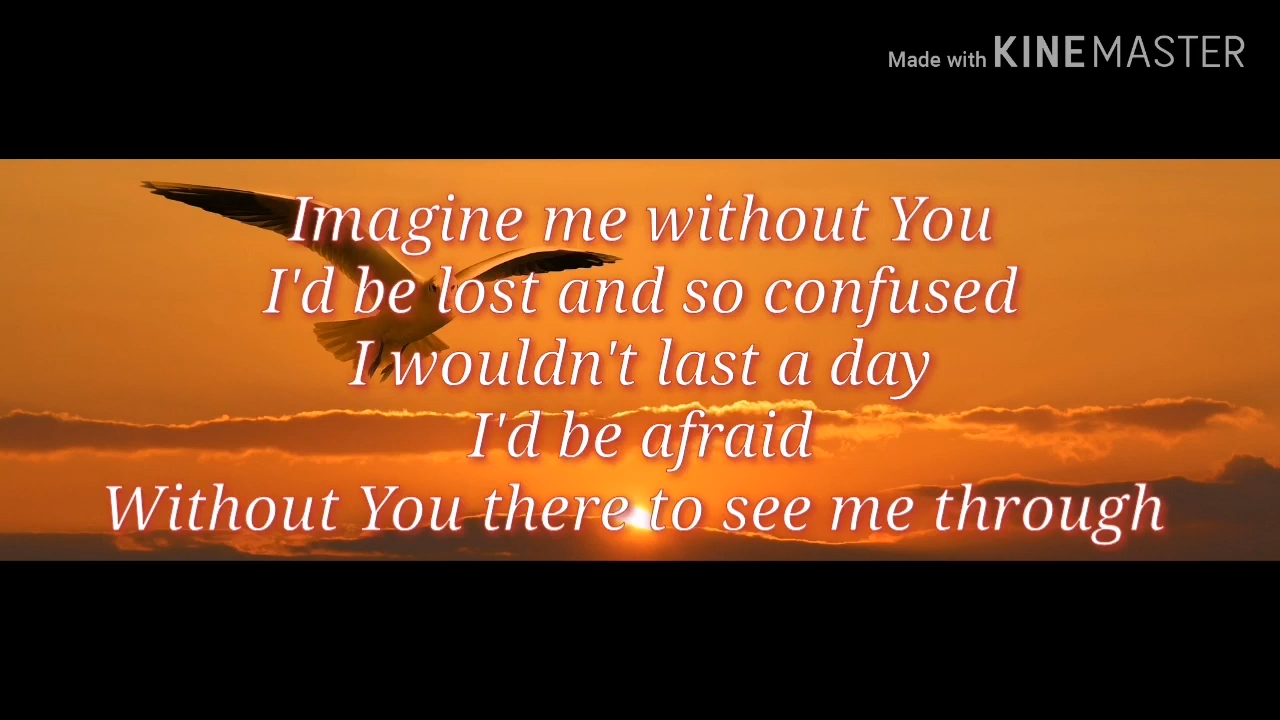 Made with KINEMASTER
Imagine me without You
I'd be lost and so confused
I wouldn't last a day
I'd be afraid
Without You there to see me through